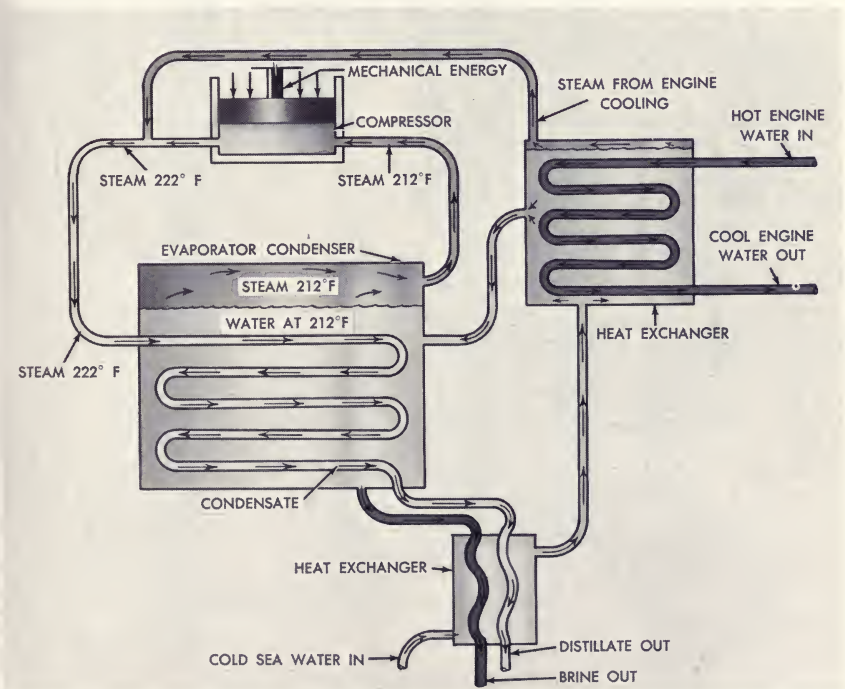 MECHANICAL ENERGY
STEAM FROM ENGINE
COOLING
HOT ENGINE
WATER IN
COMPRESSOR
STEAM 222° F
STEAM 212°F
EVAPORATOR CONDENSER
COOL ENGINE
WATER OUT
STEAM 212°F
WATER AT 212°F
HEAT EXCHANGER
STEAM 222° F
CONDENSATE
HEAT EXCHANGER
COLD SEA WATER IN
DISTILLATE OUT
BRINE OUT